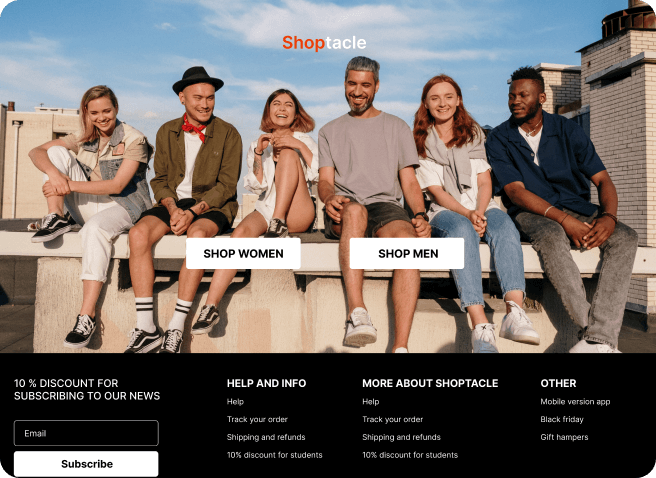 Shoptacle
SHOP WOMEN
SHOP MEN
10 % DISCOUNT FOR
SUBSCRIBING TO OUR NEWS
Email
Subscribe
HELP AND INFO
Help
Track your order
Shipping and refunds
10% discount for students
MORE ABOUT SHOPTACLE
Help
Track your order
Shipping and refunds
10% discount for students
OTHER
Mobile version app
Black friday
Gift hampers